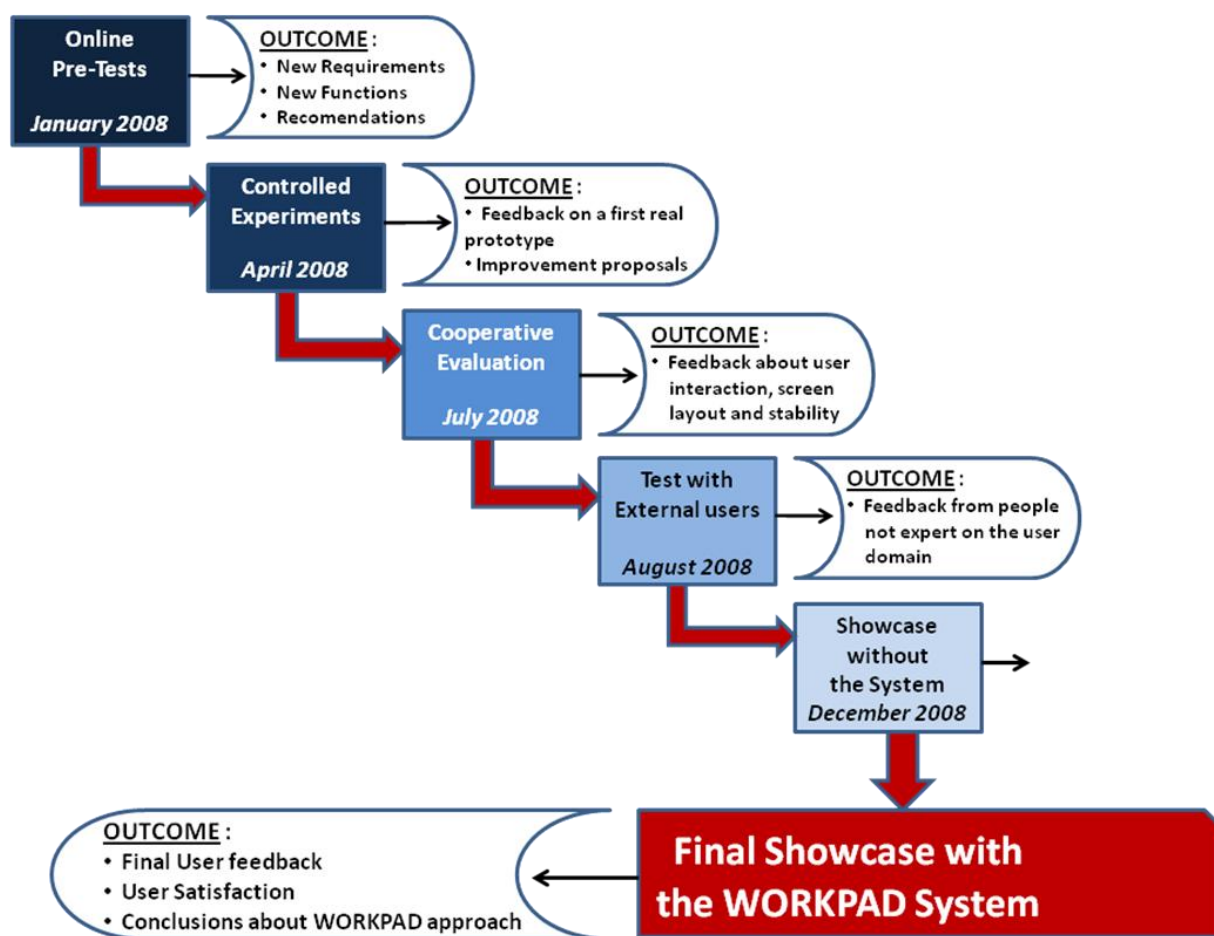 Online
Pre-Tests
January 2008
OUTCOME :
• New Requirements
• New Functions
• Recomendations
Controlled
Experiments
April 2008
OUTCOME :
• Feedback on a first real
prototype
• Improvement proposals
Cooperative
Evaluation
July 2008
OUTCOME :
• Feedback about user
interaction, screen
layout and stability
Test with
External users
August 2008
OUTCOME :
• Feedback from people
not expert on the user
domain
Showcase
without
the System
December 2008
Final Showcase with
the WORKPAD System
OUTCOME :
• Final User feedback
• User Satisfaction
• Conclusions about WORKPAD approach